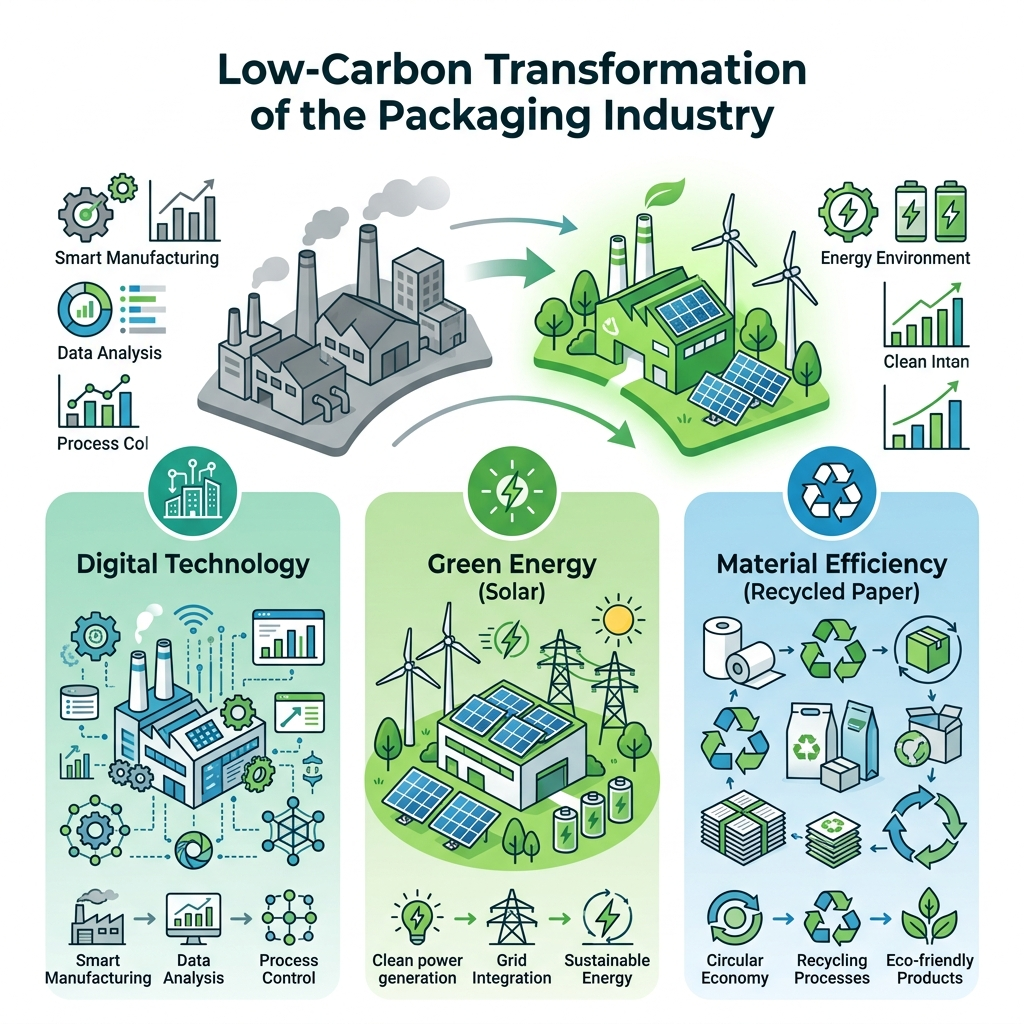 Low-Carbon Transformation
of the Packaging Industry
Smart Manufacturing
Data Analysis
Process Col
Energy Environment
Clean Intan
Digital Technology
Green Energy
(Solar)
Material Efficiency
(Recycled Paper)
Smart
Manufacturing
Data
Analysis
Process
Control
Clean power
generation
Grid
Integration
Sustainable
Energy
Circular
Economy
Recycling
Processes
Eco-friendly
Products